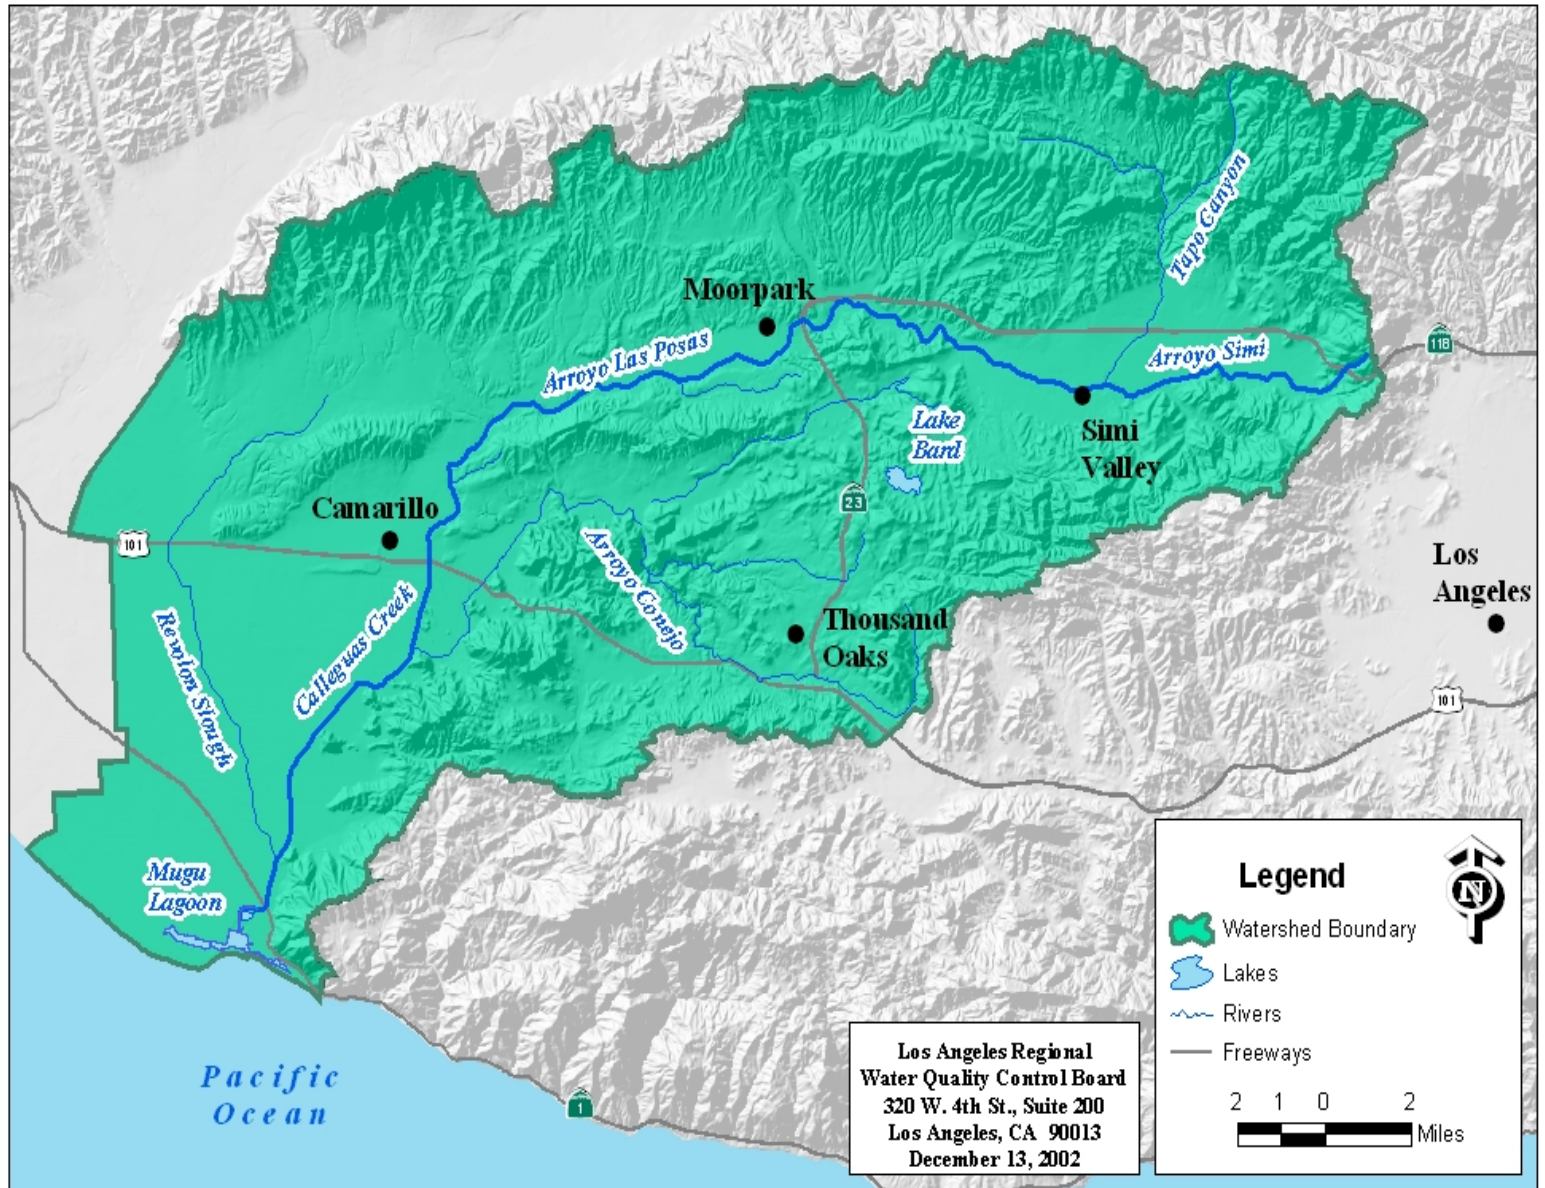 Tapo Canyon
Moorpark
118
Arroyo Las Posas
Arroyo Simi
Lake
Bard
Simi
Valley
Camarillo
23
101
Arroyo Conejo
Los
Angeles
Calleguas Creek
Revolon Slough
Thousand
Oaks
101
Mugu
Lagoon
Legend
N
Watershed Boundary
Lakes
Rivers
Freeways
2 1 0 2
Miles
Pacific
Ocean
1
Los Angeles Regional
Water Quality Control Board
320 W. 4th St., Suite 200
Los Angeles, CA 90013
December 13, 2002